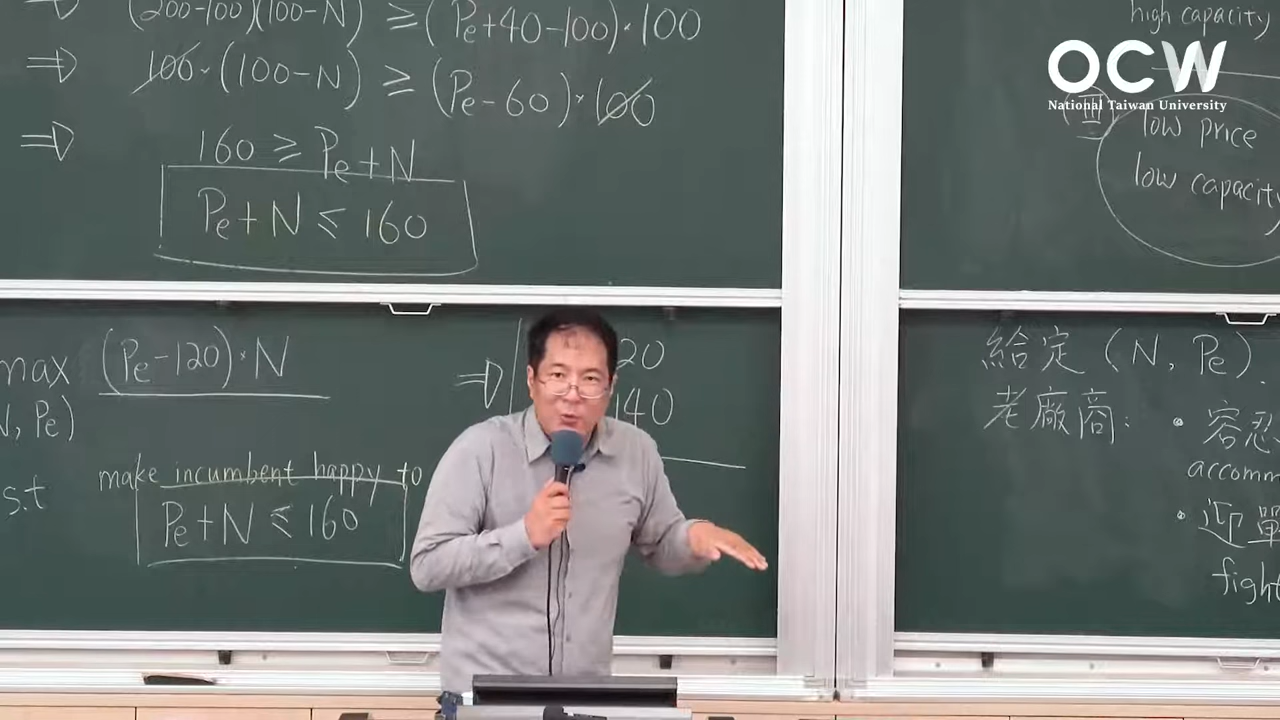 ⇒ (200-100)(100-N) ≥ (Pe+40-100)·100
⇒ 100·(100-N) ≥ (Pe-60)·100
⇒ 160 ≥ Pe+N
Pe+N ≤ 160
max (Pe-120)·N
N, Pe)
make incumbent happy to
s.t Pe+N ≤ 160
⇒ 20
140
high capacity
OCW
National Taiwan University
(III)
low price
low capacity
給定 (N, Pe).
老廠商: • 容忍
accomm
• 迎單
fight